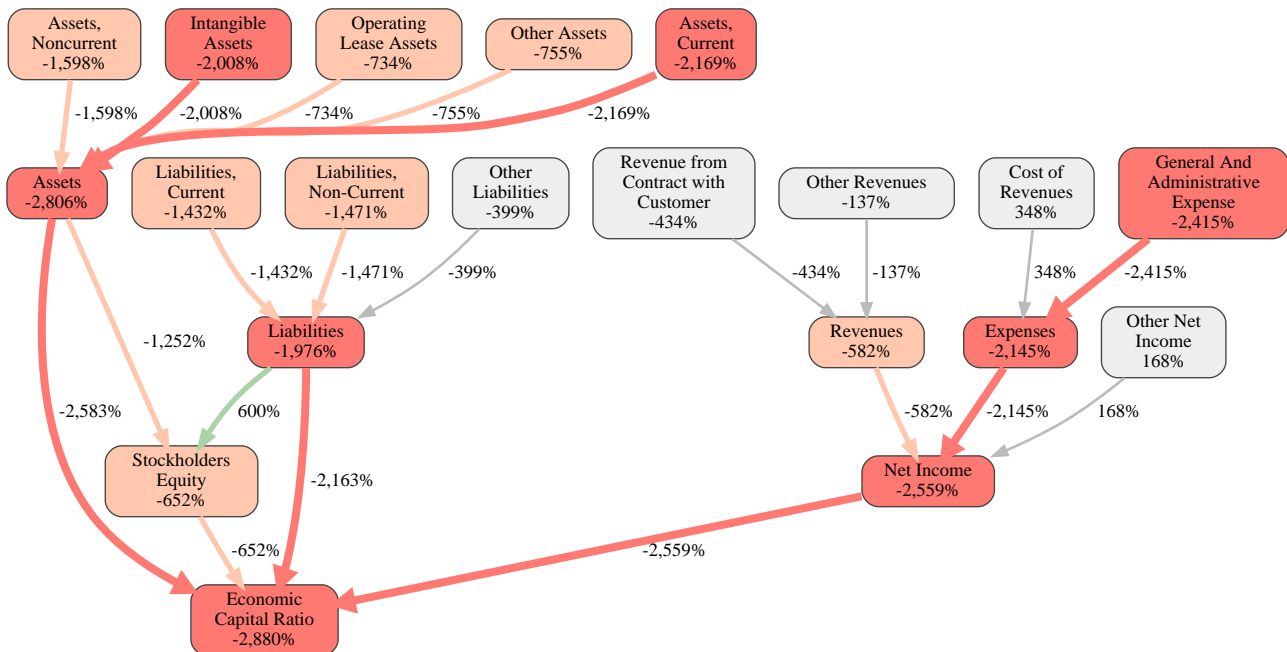 Assets,
Noncurrent
-1,598%
Intangible
Assets
-2,008%
Operating
Lease Assets
-734%
Other Assets
-755%
Assets,
Current
-2,169%
-1,598%
-2,008%
-734%
-755%
-2,169%
Assets
-2,806%
Liabilities,
Current
-1,432%
Liabilities,
Non-Current
-1,471%
Other
Liabilities
-399%
Revenue from
Contract with
Customer
-434%
Other Revenues
-137%
Cost of
Revenues
348%
General And
Administrative
Expense
-2,415%
-1,432%
-1,471%
-399%
-434%
-137%
348%
-2,415%
Liabilities
-1,976%
Revenues
-582%
Expenses
-2,145%
Other Net
Income
168%
-1,252%
-2,583%
600%
-2,163%
-582%
-2,145%
168%
Stockholders
Equity
-652%
Net Income
-2,559%
-652%
-2,559%
Economic
Capital Ratio
-2,880%